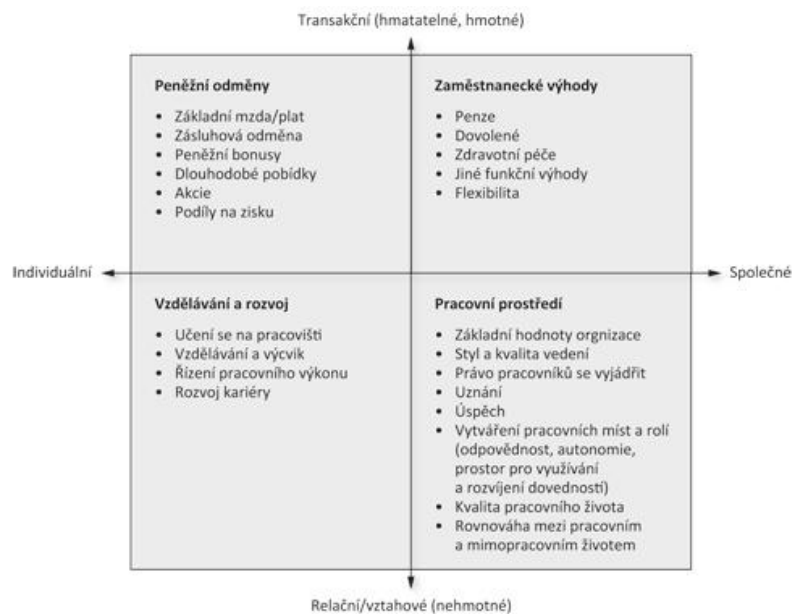 Transakční (hmatatelné, hmotné)
Peněžní odměny
• Základní mzda/plat
• Zásluhová odměna
• Peněžní bonusy
• Dlouhodobé pobídky
• Akcie
• Podíly na zisku
Zaměstnanecké výhody
• Penze
• Dovolené
• Zdravotní péče
• Jiné funkční výhody
• Flexibilita
Individuální
Společné
Vzdělávání a rozvoj
• Učení se na pracovišti
• Vzdělávání a výcvik
• Řízení pracovního výkonu
• Rozvoj kariéry
Pracovní prostředí
• Základní hodnoty orgnizace
• Styl a kvalita vedení
• Právo pracovníků se vyjádřit
• Uznání
• Úspěch
• Vytváření pracovních míst a rolí
(odpovědnost, autonomie,
prostor pro využívání
a rozvíjení dovedností)
• Kvalita pracovního života
• Rovnováha mezi pracovním
a mimopracovním životem
Relační/vztahové (nehmotné)